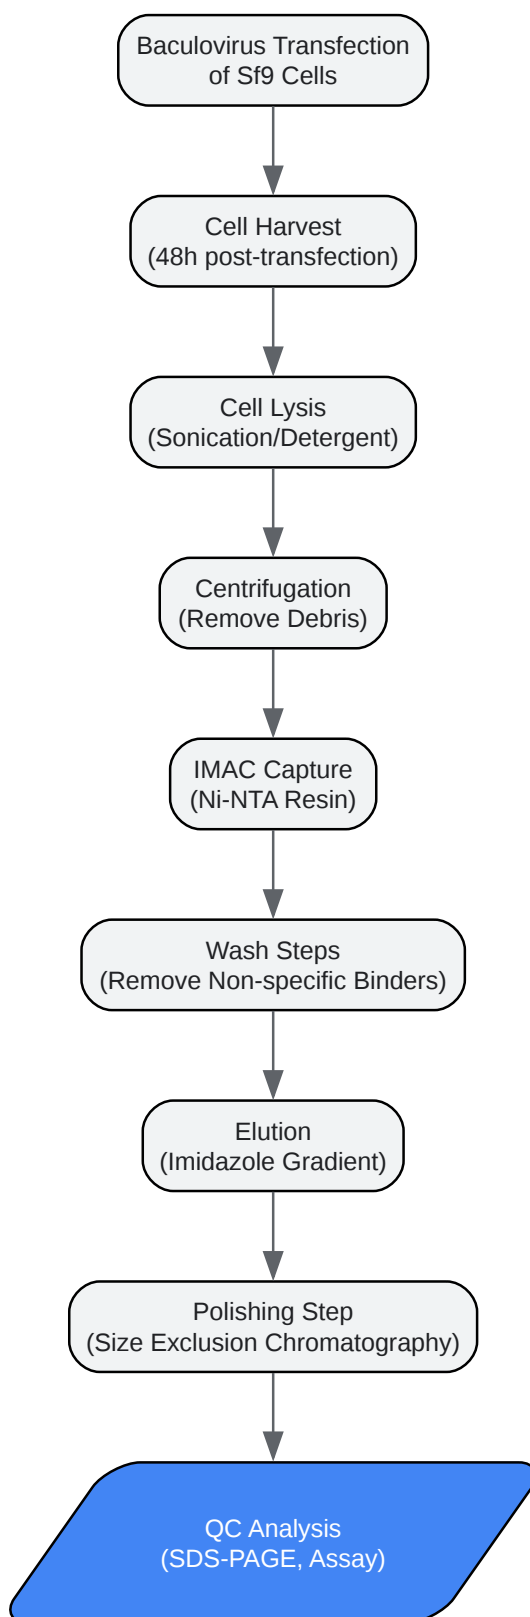 Baculovirus Transfection
of Sf9 Cells
Cell Harvest
(48h post-transfection)
Cell Lysis
(Sonication/Detergent)
Centrifugation
(Remove Debris)
IMAC Capture
(Ni-NTA Resin)
Wash Steps
(Remove Non-specific Binders)
Elution
(Imidazole Gradient)
Polishing Step
(Size Exclusion Chromatography)
QC Analysis
(SDS-PAGE, Assay)